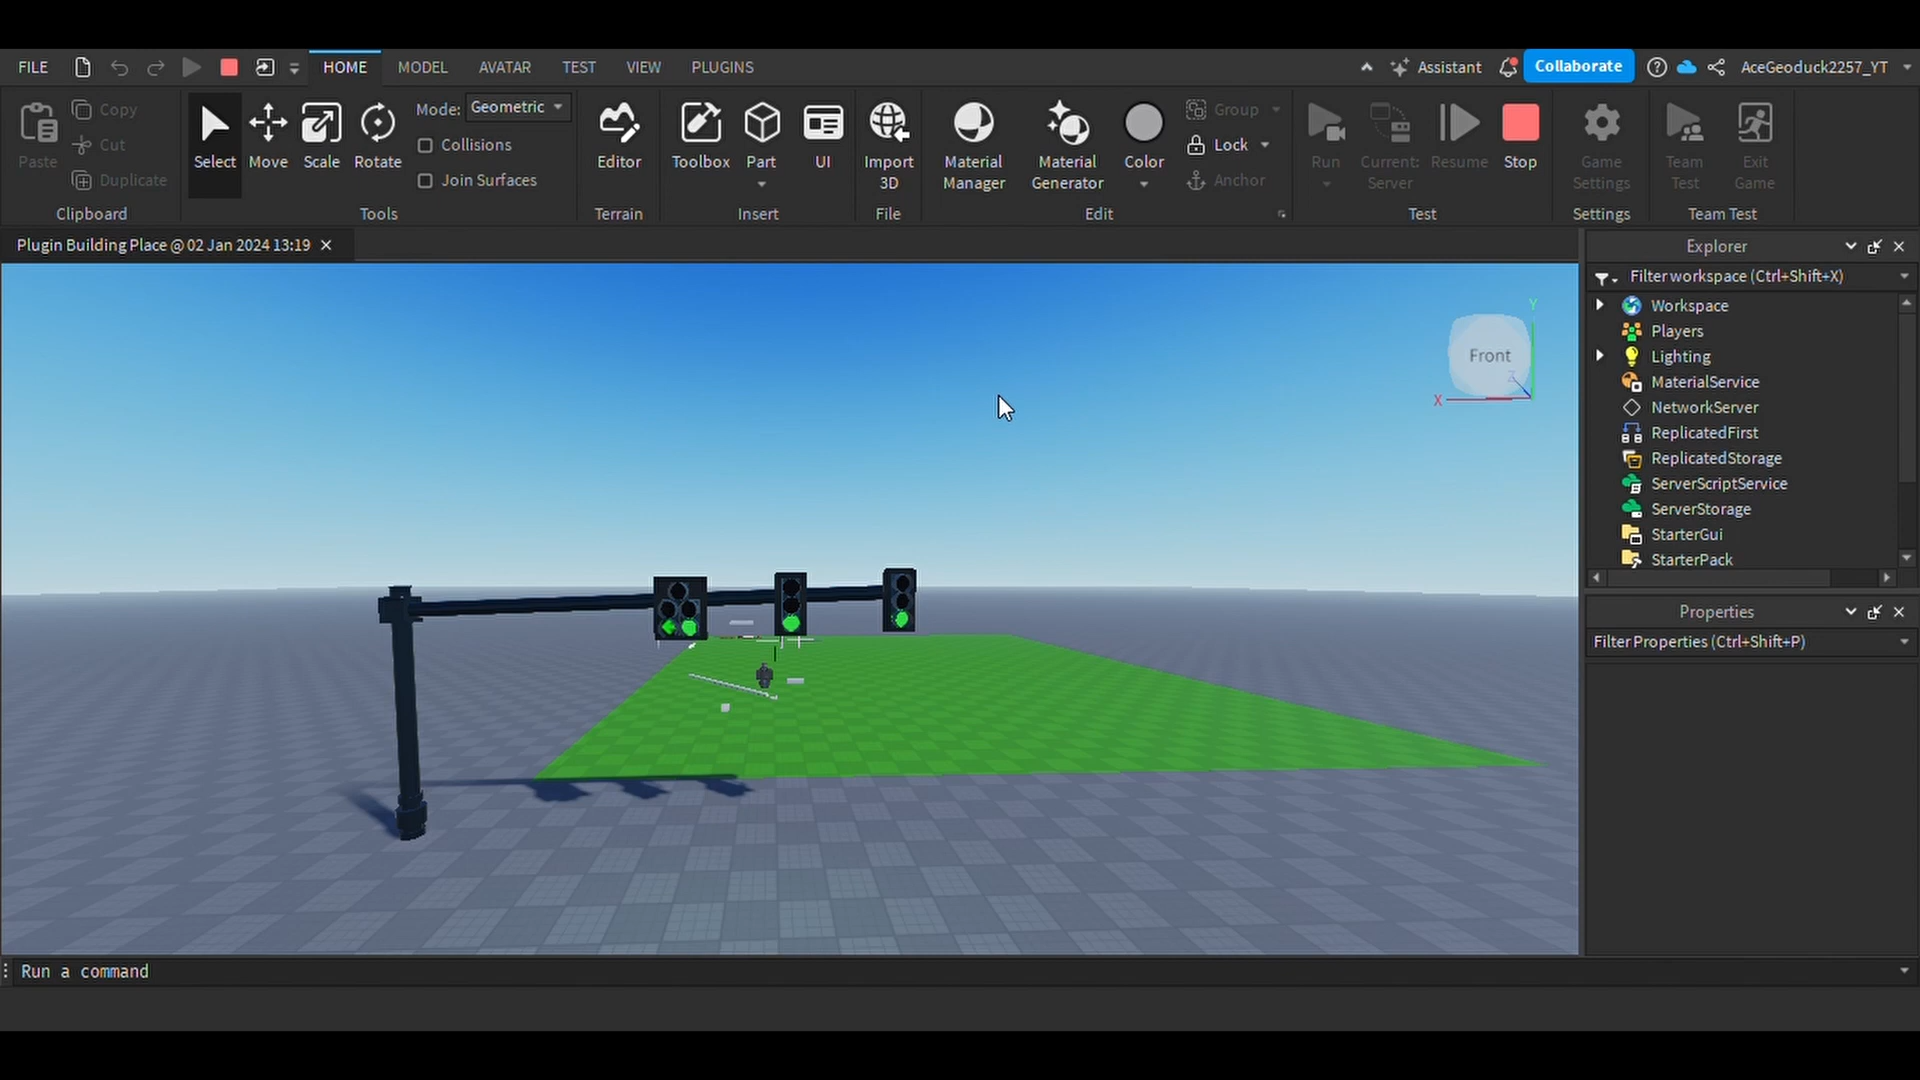 FILE HOME MODEL AVATAR TEST VIEW PLUGINS Assistant Collaborate AceGeoduck2257_YT
Paste
Copy
Cut
Duplicate
Clipboard
Select Move Scale Rotate
Mode: Geometric
Collisions
Join Surfaces
Tools
Editor
Terrain
Toolbox Part UI
Insert
Import
3D
File
Material
Manager
Material
Generator
Color
Group
Lock
Anchor
Edit
Run
Current:
Server
Resume
Stop
Test
Game
Settings
Settings
Team
Test
Exit
Game
Team Test
Plugin Building Place @ 02 Jan 2024 13:19
Y
Front
Z
X
Explorer
Filter workspace (Ctrl+Shift+X)
Workspace
Players
Lighting
MaterialService
NetworkServer
ReplicatedFirst
ReplicatedStorage
ServerScriptService
ServerStorage
StarterGui
StarterPack
Properties
Filter Properties (Ctrl+Shift+P)
Run a command